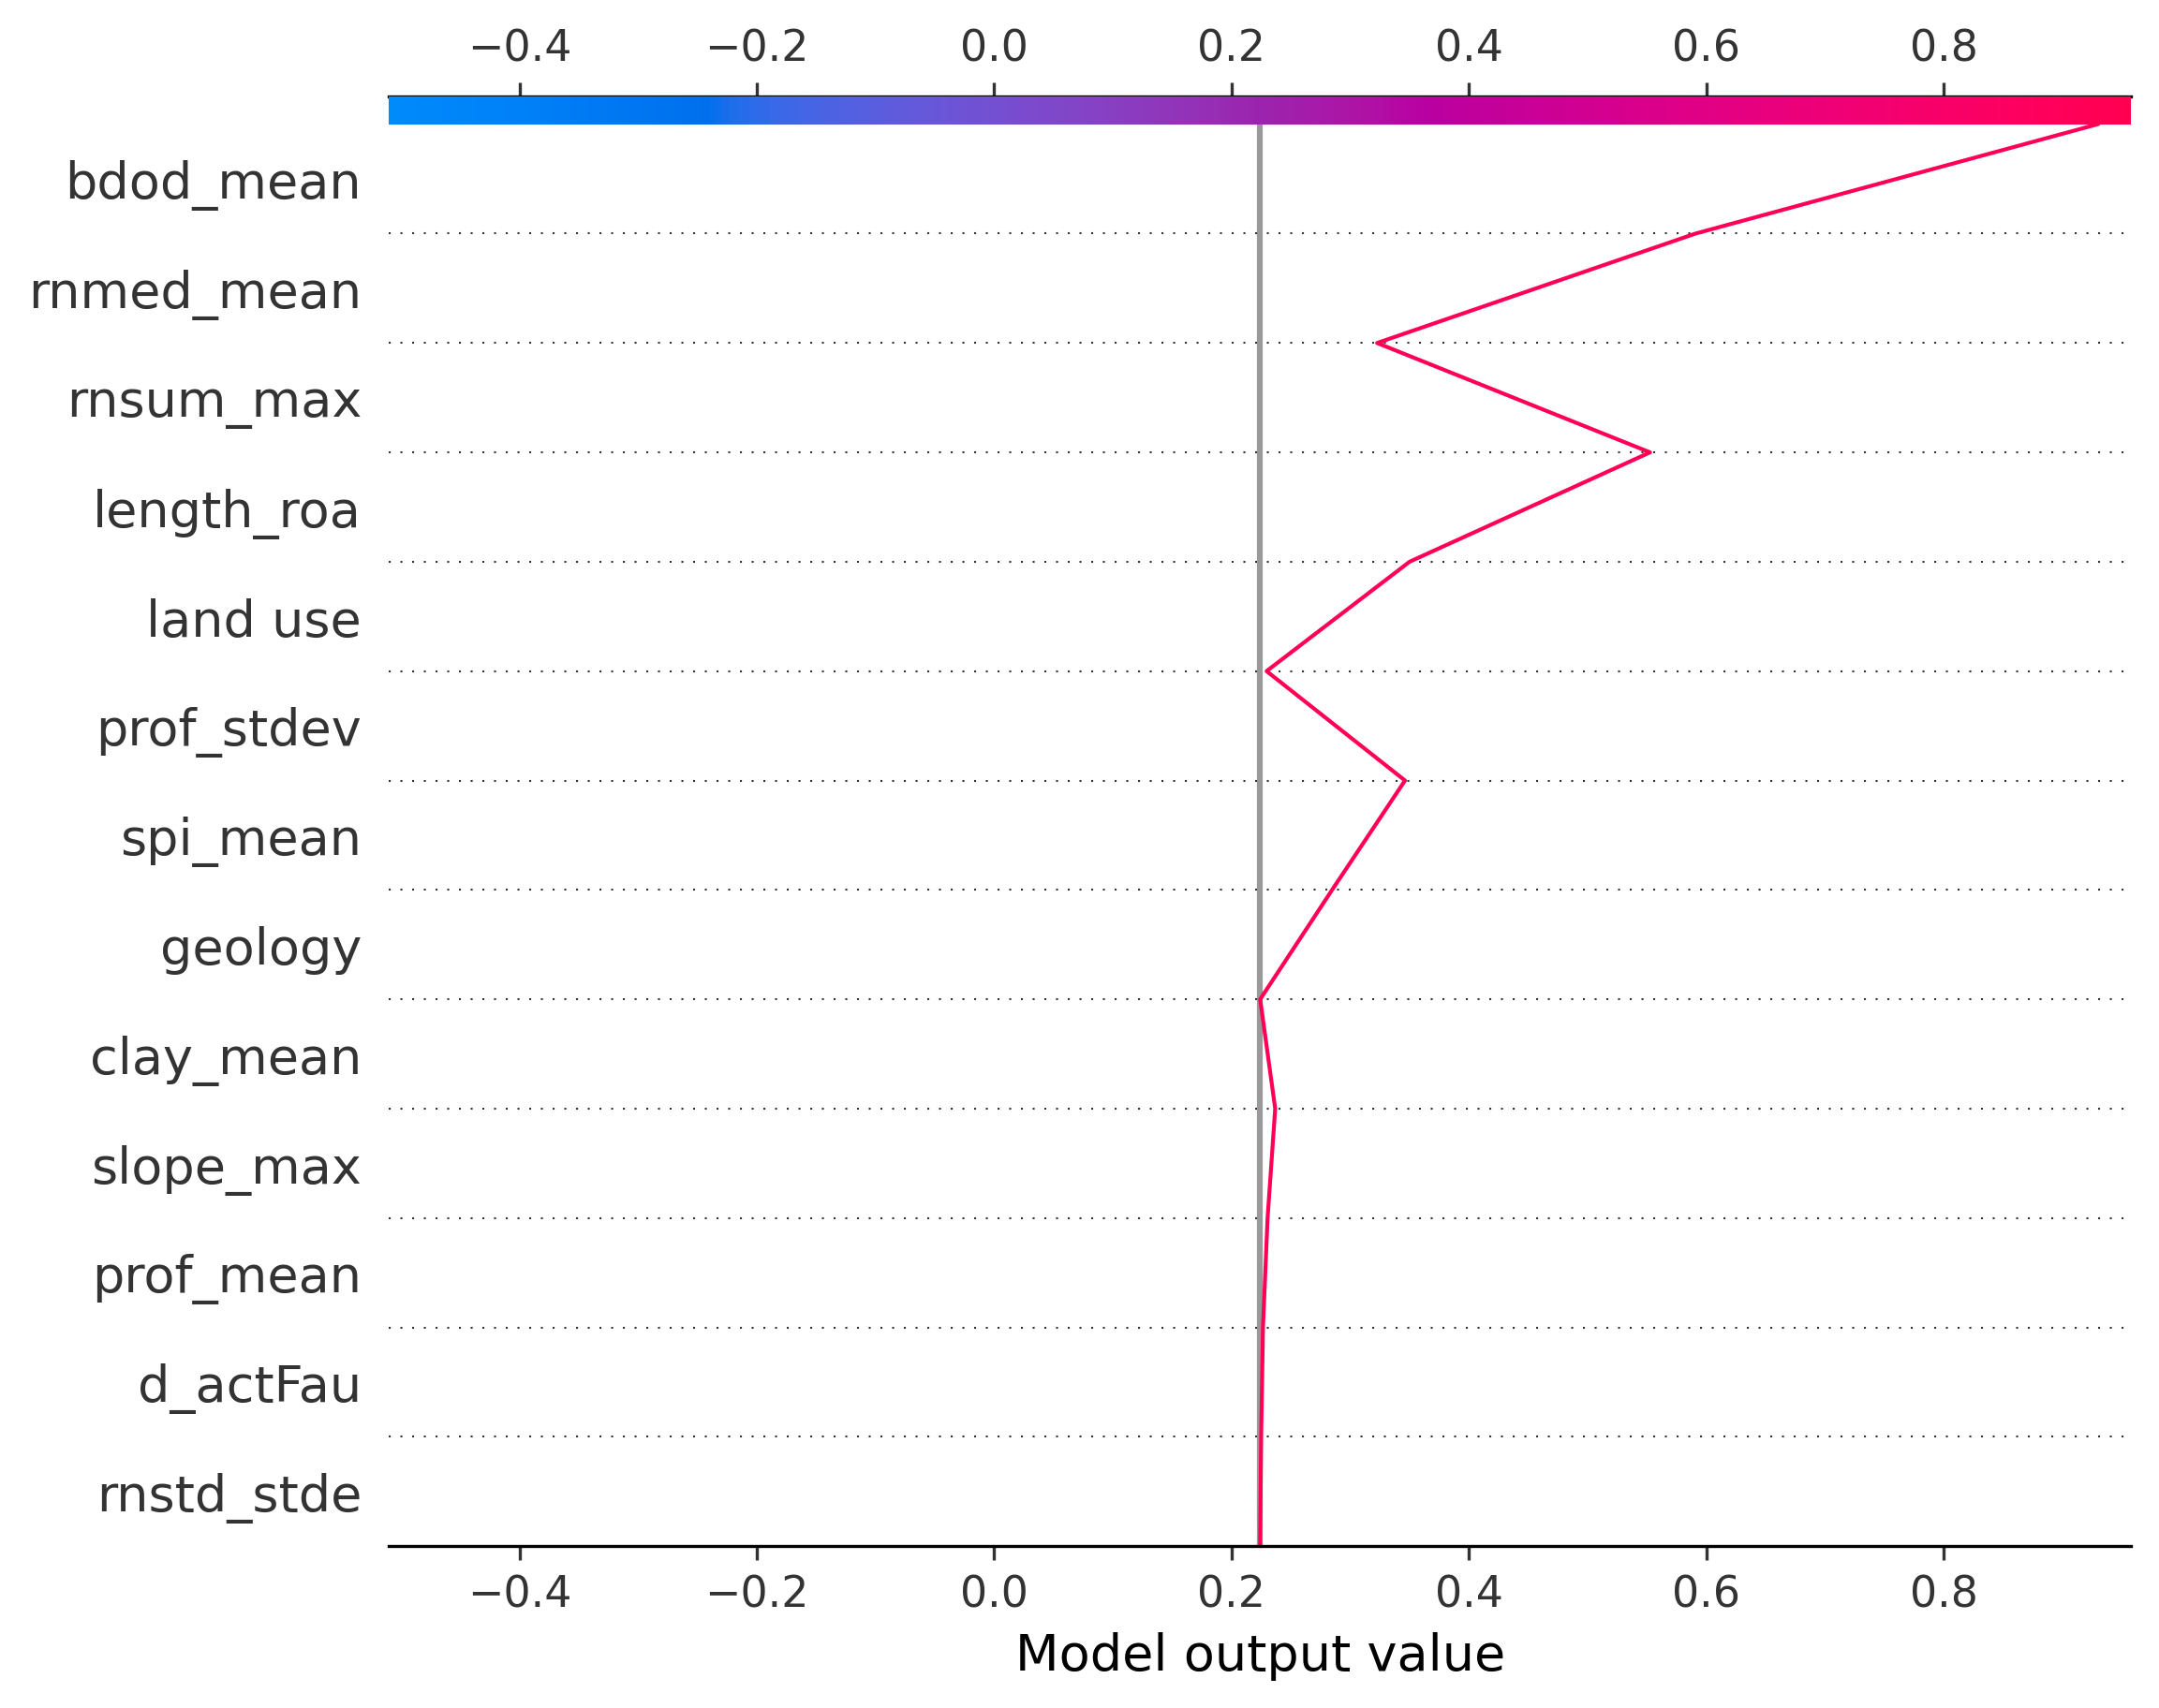 −0.4 −0.2 0.0 0.2 0.4 0.6 0.8
bdod_mean
rnmed_mean
rnsum_max
length_roa
land use
prof_stdev
spi_mean
geology
clay_mean
slope_max
prof_mean
d_actFau
rnstd_stde
−0.4 −0.2 0.0 0.2 0.4 0.6 0.8
Model output value